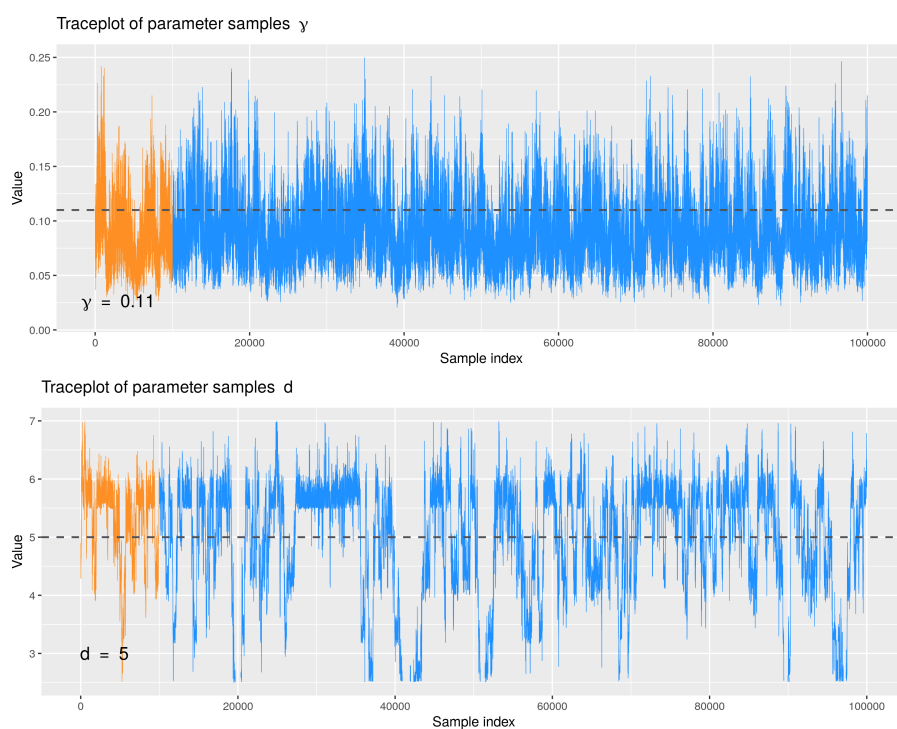 Traceplot of parameter samples γ
0.25
0.20
0.15
0.10
0.05
0.00
Value
γ = 0.11
0 20000 40000 60000 80000 100000
Sample index
Traceplot of parameter samples d
7
6
5
4
3
Value
d = 5
0 20000 40000 60000 80000 100000
Sample index